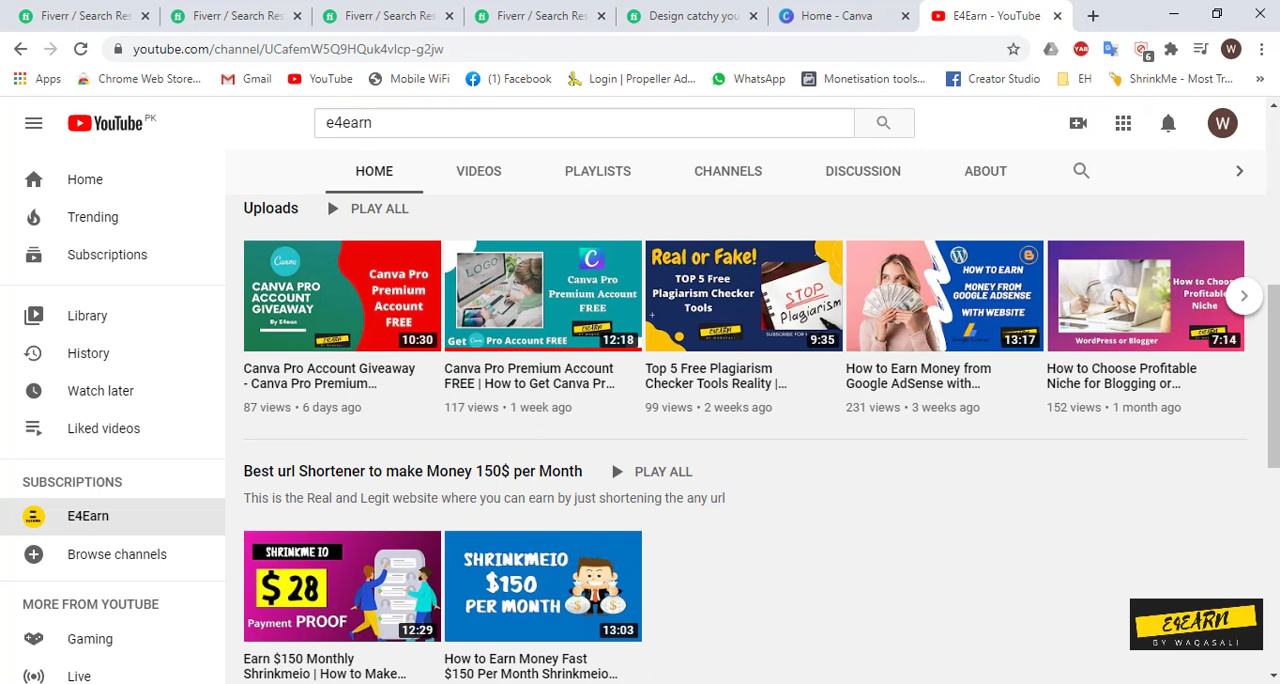 Fiverr / Search Res
Fiverr / Search Res
Fiverr / Search Res
Fiverr / Search Res
Design catchy you
Home - Canva
E4Earn - YouTube
youtube.com/channel/UCafemW5Q9HQuk4vIcp-g2jw
YAB
6
W
Apps
Chrome Web Store...
Gmail
YouTube
Mobile WiFi
(1) Facebook
Login | Propeller Ad...
WhatsApp
Monetisation tools...
Creator Studio
EH
ShrinkMe - Most Tr...
YouTube PK
e4earn
W
HOME
VIDEOS
PLAYLISTS
CHANNELS
DISCUSSION
ABOUT
Home
Trending
Subscriptions
Library
History
Watch later
Liked videos
SUBSCRIPTIONS
E4Earn
Browse channels
MORE FROM YOUTUBE
Gaming
Live
Uploads
PLAY ALL
Canva
CANVA PRO
ACCOUNT
GIVEAWAY
By E4earn
Canva Pro
Premium
Account
FREE
10:30
Canva Pro Account Giveaway
- Canva Pro Premium...
87 views • 6 days ago
LOGO
C
Canva Pro
Premium Account
FREE
Get Canva Pro Account FREE
12:18
Canva Pro Premium Account
FREE | How to Get Canva Pr...
117 views • 1 week ago
Real or Fake!
TOP 5 Free
Plagiarism Checker
Tools
STOP
Plagiarism
E4EARN
9:35
Top 5 Free Plagiarism
Checker Tools Reality |...
99 views • 2 weeks ago
HOW TO EARN
MONEY FROM
GOOGLE ADSENSE
WITH WEBSITE
13:17
How to Earn Money from
Google AdSense with...
231 views • 3 weeks ago
How to Choos
Profitabl
Niche
WordPress or Blogger
7:14
How to Choose Profitable
Niche for Blogging or...
152 views • 1 month ago
Best url Shortener to make Money 150$ per Month
PLAY ALL
This is the Real and Legit website where you can earn by just shortening the any url
SHRINKME IO
$ 28
Payment PROOF
12:29
Earn $150 Monthly
Shrinkmeio | How to Make...
SHRINKMEIO
$150
PER MONTH
13:03
How to Earn Money Fast
$150 Per Month Shrinkmeio...
E4EARN
BY WAQASALI